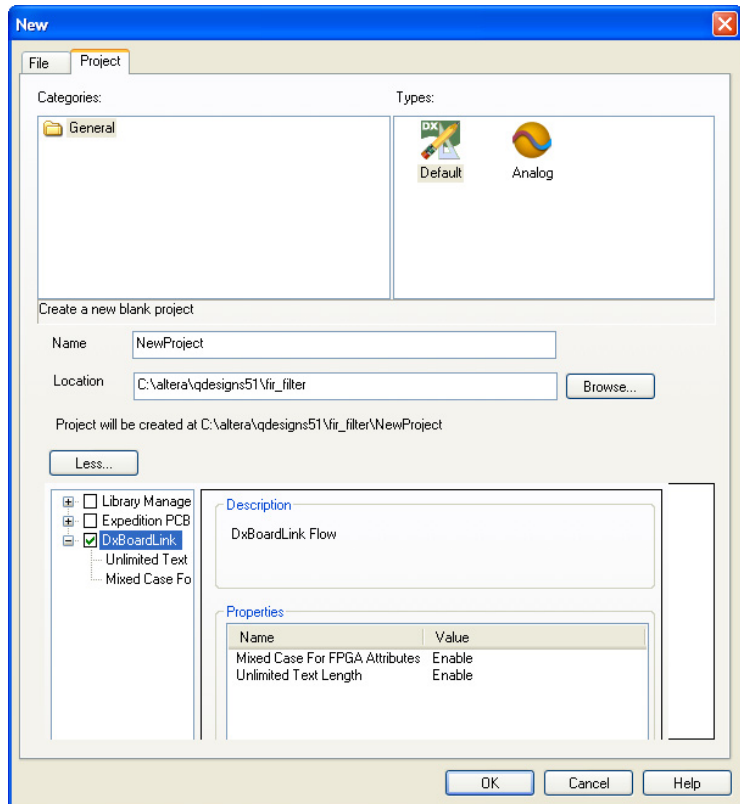 New
File Project
Categories: Types:
General
DX
Default Analog
Create a new blank project
Name NewProject
Location C:\altera\qdesigns51\fir_filter Browse...
Project will be created at C:\altera\qdesigns51\fir_filter\NewProject
Less...
Library Manage
Expedition PCB
DxBoardLink
Unlimited Text
Mixed Case Fo
Description
DxBoardLink Flow
Properties
Name Value
Mixed Case For FPGA Attributes Enable
Unlimited Text Length Enable
OK Cancel Help